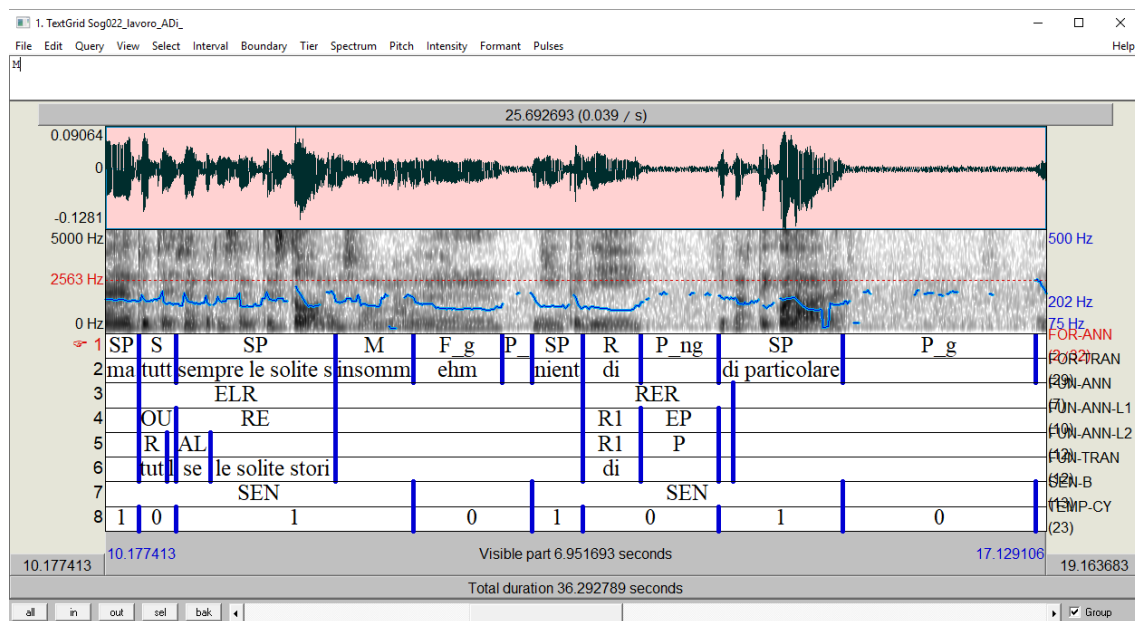 1. TextGrid Sog022_lavoro_ADi_
File Edit Query View Select Interval Boundary Tier Spectrum Pitch Intensity Formant Pulses Help
M
25.692693 (0.039 / s)
0.09064
0
-0.1281
5000 Hz 500 Hz
2563 Hz
202 Hz
0 Hz 75 Hz
1 SP S SP M F_g P_ SP R P_ng SP P_g FOR-ANN
2 ma tutt sempre le solite s insomm ehm nient di di particolare FOR-TRAN
3 ELR RER FUN-ANN
4 OU RE R1 EP FUN-ANN-L1
5 R AL R1 P FUN-ANN-L2
6 tut l se le solite stori di FUN-TRAN
7 SEN SEN SEN-B
8 1 0 1 0 1 0 1 0 TEMP-CY
(23)
10.177413 10.177413 Visible part 6.951693 seconds 17.129106 19.163683
Total duration 36.292789 seconds
all in out sel bak Group